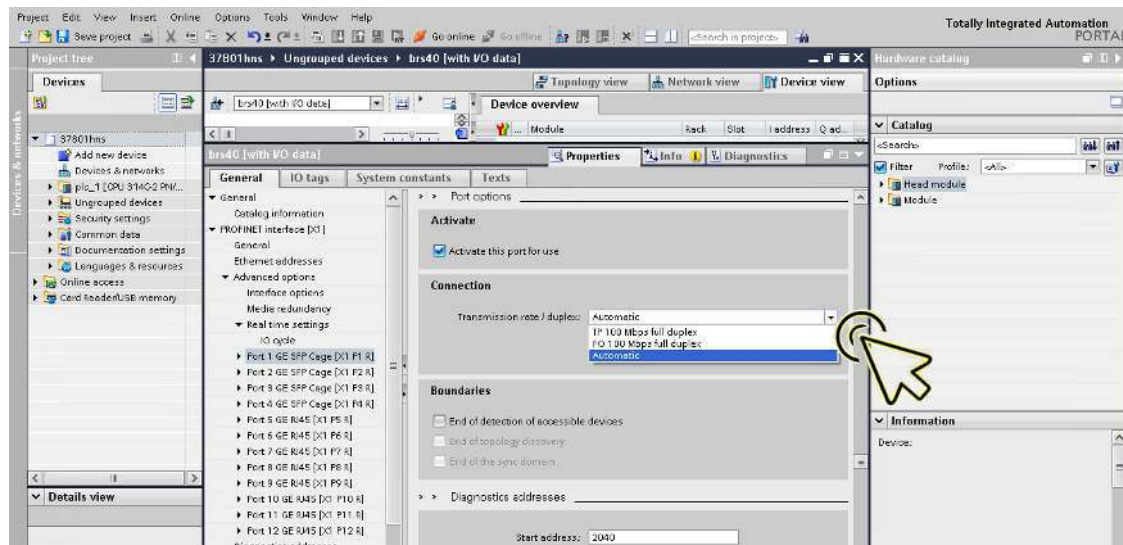 Project Edit View Insert Online Options Tools Window Help
Totally Integrated Automation
PORTAL
Save project Go online Go offline <Search in project>
Project tree
37801hns ▸ Ungrouped devices ▸ brs40 [with I/O data]
Hardware catalog
Devices
Topology view Network view Device view
Options
brs40 [with I/O data]
Device overview
... Module Rack Slot I address Q ad...
Catalog
<Search>
Filter Profile: <All>
Head module
Module
Devices & networks
37801hns
Add new device
Devices & networks
plc_1 [CPU 314C-2 PN/...
Ungrouped devices
Security settings
Common data
Documentation settings
Languages & resources
Online access
Card Reader/USB memory
Details view
brs40 [with I/O data]
Properties Info Diagnostics
General IO tags System constants Texts
General
Catalog information
PROFINET interface [X1]
General
Ethernet addresses
Advanced options
Interface options
Media redundancy
Real time settings
IO cycle
Port 1 GE SFP Cage [X1 P1 R]
Port 2 GE SFP Cage [X1 P2 R]
Port 3 GE SFP Cage [X1 P3 R]
Port 4 GE SFP Cage [X1 P4 R]
Port 5 GE RJ45 [X1 P5 R]
Port 6 GE RJ45 [X1 P6 R]
Port 7 GE RJ45 [X1 P7 R]
Port 8 GE RJ45 [X1 P8 R]
Port 9 GE RJ45 [X1 P9 R]
Port 10 GE RJ45 [X1 P10 R]
Port 11 GE RJ45 [X1 P11 R]
Port 12 GE RJ45 [X1 P12 R]
> > Port options
Activate
Activate this port for use
Connection
Transmission rate / duplex: Automatic
TP 100 Mbps full duplex
FO 100 Mbps full duplex
Automatic
Boundaries
End of detection of accessible devices
End of topology discovery
End of the sync domain
> > Diagnostics addresses
Start address: 2040
Information
Device: